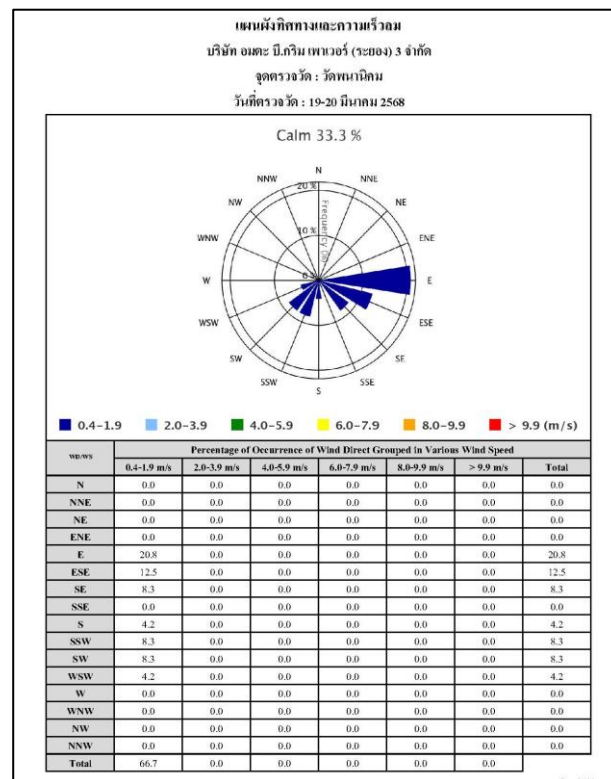 แผนผังทิศทางและความเร็วลม
บริษัท อมตะ บี.กริม เพาเวอร์ (ระยอง) 3 จำกัด
จุดตรวจวัด : วัดพนานิคม
วันที่ตรวจวัด : 19-20 มีนาคม 2568
Calm 33.3 %
N
NNW NNE
20 %
NW NE
Frequency (%)
WNW ENE
10 %
0 %
W E
WSW ESE
SW SE
SSW SSE
S
0.4-1.9 2.0-3.9 4.0-5.9 6.0-7.9 8.0-9.9 > 9.9 (m/s)
WD/WS Percentage of Occurrence of Wind Direct Grouped in Various Wind Speed
0.4-1.9 m/s 2.0-3.9 m/s 4.0-5.9 m/s 6.0-7.9 m/s 8.0-9.9 m/s > 9.9 m/s Total
N 0.0 0.0 0.0 0.0 0.0 0.0 0.0
NNE 0.0 0.0 0.0 0.0 0.0 0.0 0.0
NE 0.0 0.0 0.0 0.0 0.0 0.0 0.0
ENE 0.0 0.0 0.0 0.0 0.0 0.0 0.0
E 20.8 0.0 0.0 0.0 0.0 0.0 20.8
ESE 12.5 0.0 0.0 0.0 0.0 0.0 12.5
SE 8.3 0.0 0.0 0.0 0.0 0.0 8.3
SSE 0.0 0.0 0.0 0.0 0.0 0.0 0.0
S 4.2 0.0 0.0 0.0 0.0 0.0 4.2
SSW 8.3 0.0 0.0 0.0 0.0 0.0 8.3
SW 8.3 0.0 0.0 0.0 0.0 0.0 8.3
WSW 4.2 0.0 0.0 0.0 0.0 0.0 4.2
W 0.0 0.0 0.0 0.0 0.0 0.0 0.0
WNW 0.0 0.0 0.0 0.0 0.0 0.0 0.0
NW 0.0 0.0 0.0 0.0 0.0 0.0 0.0
NNW 0.0 0.0 0.0 0.0 0.0 0.0 0.0
Total 66.7 0.0 0.0 0.0 0.0 0.0